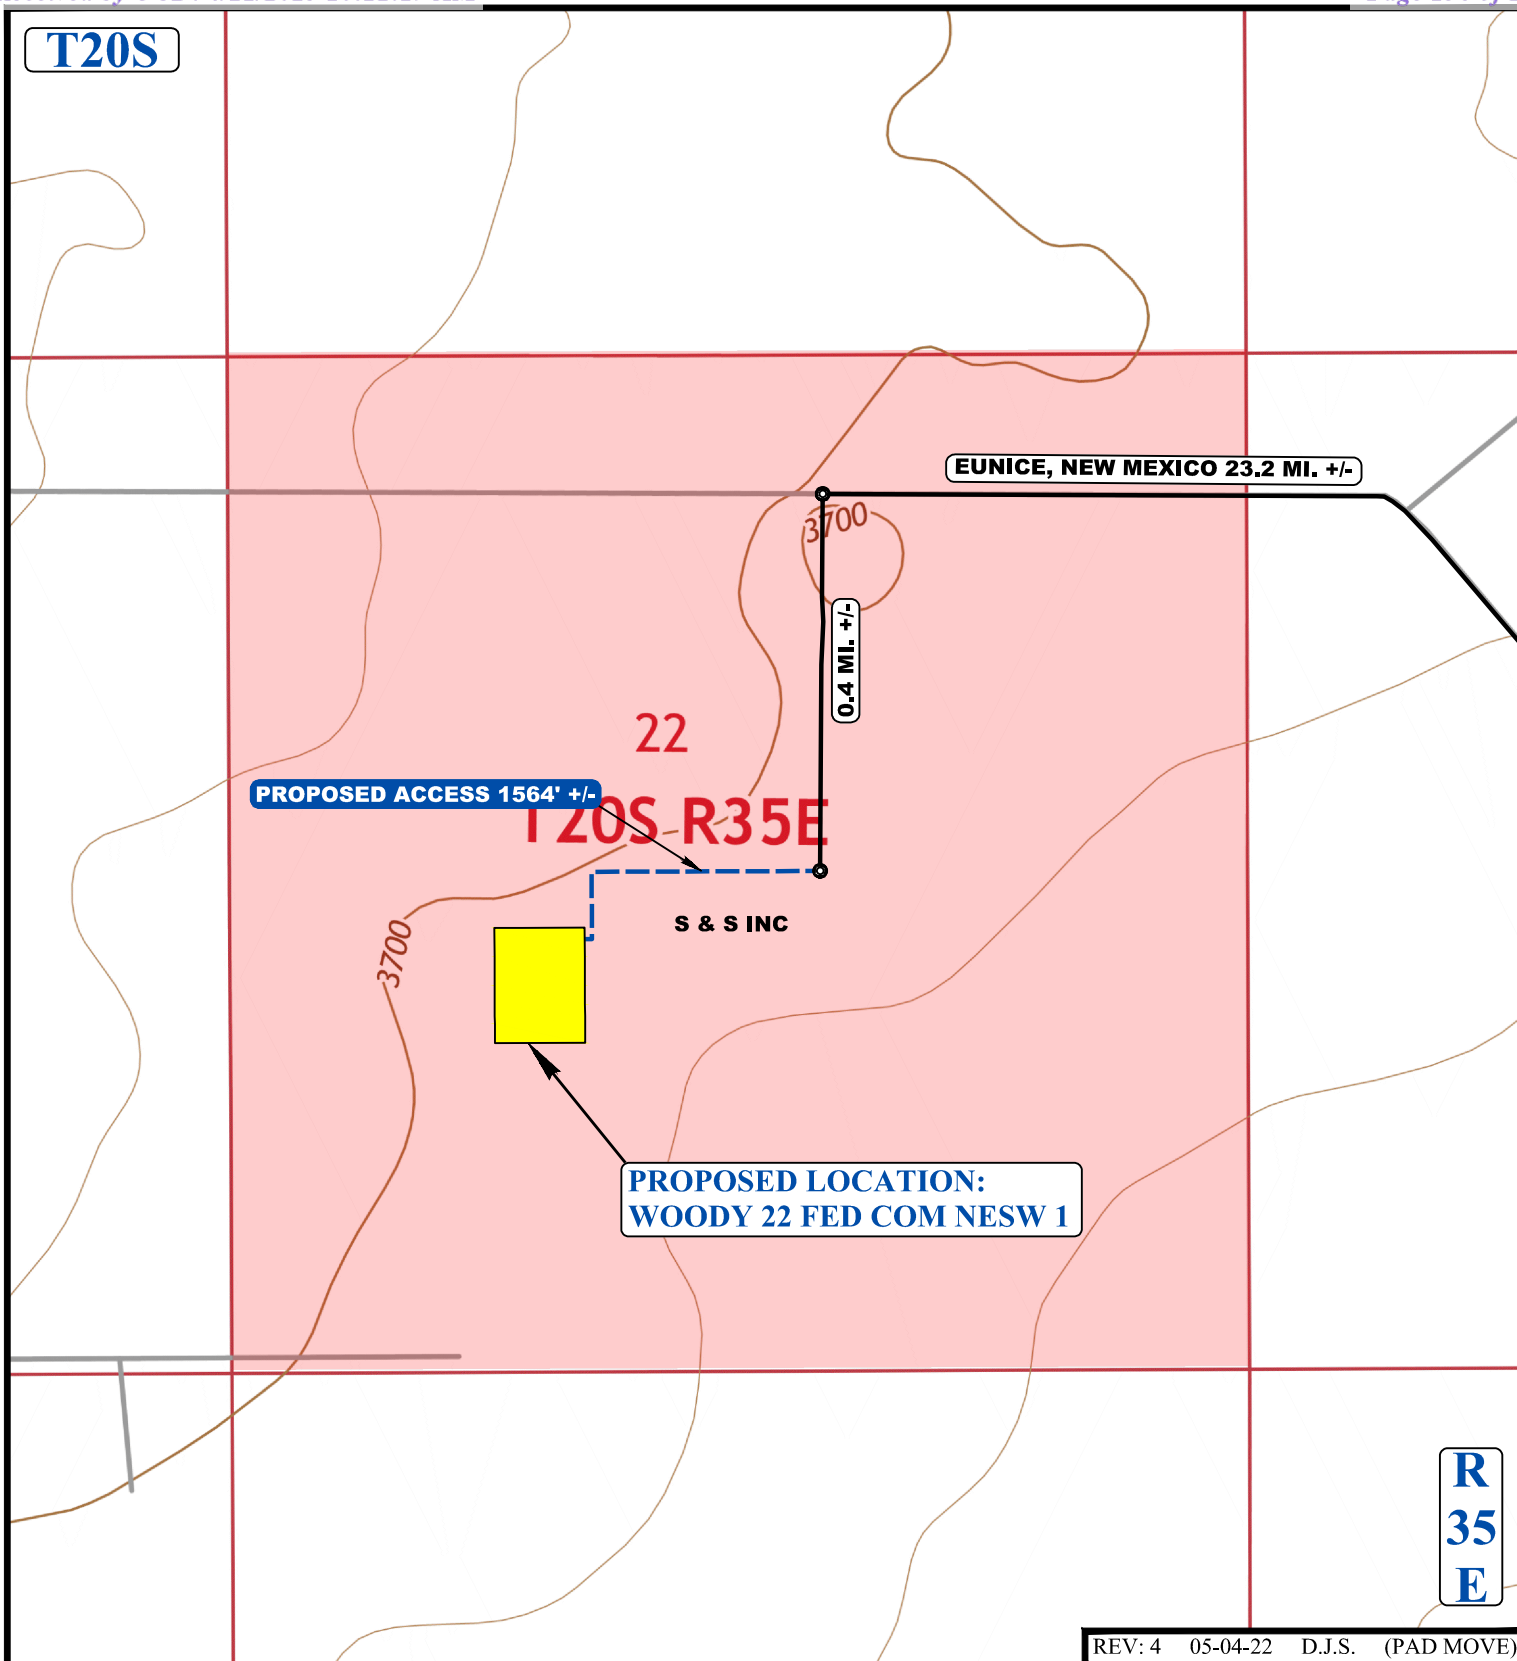 T20S
EUNICE, NEW MEXICO 23.2 MI. +/-
3700
0.4 MI. +/-
22
PROPOSED ACCESS 1564' +/-
T20S R35E
S & S INC
3700
PROPOSED LOCATION:
WOODY 22 FED COM NESW 1
R
35
E
REV: 4 05-04-22 D.J.S. (PAD MOVE)